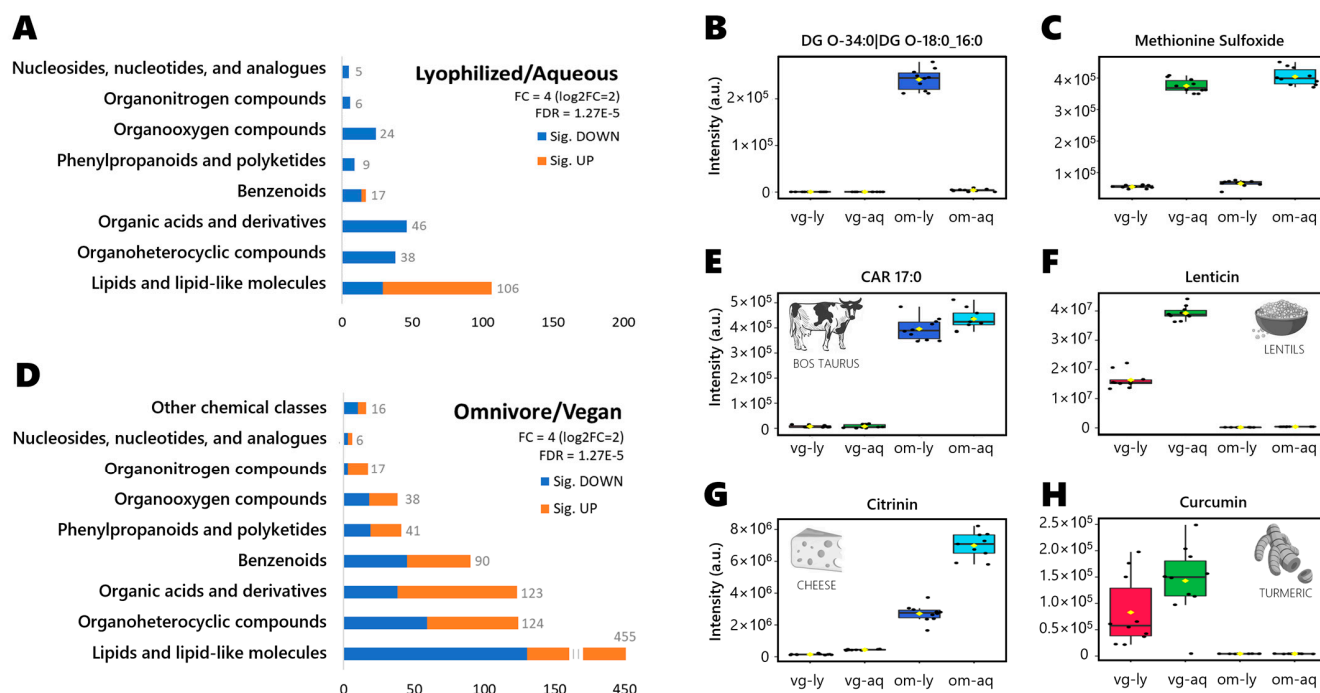 A
Lyophilized/Aqueous
FC = 4 (log2FC=2)
FDR = 1.27E-5
Sig. DOWN
Sig. UP
Nucleosides, nucleotides, and analogues 5
Organonitrogen compounds 6
Organooxygen compounds 24
Phenylpropanoids and polyketides 9
Benzenoids 17
Organic acids and derivatives 46
Organoheterocyclic compounds 38
Lipids and lipid-like molecules 106
0 50 100 150 200
B
DG O-34:0|DG O-18:0_16:0
Intensity (a.u.)
2×10⁵
0
vg-ly vg-aq om-ly om-aq
C
Methionine Sulfoxide
4×10⁵
3×10⁵
2×10⁵
1×10⁵
vg-ly vg-aq om-ly om-aq
D
Omnivore/Vegan
FC = 4 (log2FC=2)
FDR = 1.27E-5
Sig. DOWN
Sig. UP
Other chemical classes 16
Nucleosides, nucleotides, and analogues 6
Organonitrogen compounds 17
Organooxygen compounds 38
Phenylpropanoids and polyketides 41
Benzenoids 90
Organic acids and derivatives 123
Organoheterocyclic compounds 124
Lipids and lipid-like molecules 455
0 50 100 150 450
E
CAR 17:0
Intensity (a.u.)
5×10⁵
4×10⁵
3×10⁵
2×10⁵
1×10⁵
0
BOS TAURUS
vg-ly vg-aq om-ly om-aq
F
Lenticin
4×10⁷
3×10⁷
2×10⁷
1×10⁷
0
LENTILS
vg-ly vg-aq om-ly om-aq
G
Citrinin
Intensity (a.u.)
8×10⁶
6×10⁶
4×10⁶
2×10⁶
0
CHEESE
vg-ly vg-aq om-ly om-aq
H
Curcumin
2.5×10⁵
2.0×10⁵
1.5×10⁵
1.0×10⁵
0.5×10⁵
0
TURMERIC
vg-ly vg-aq om-ly om-aq